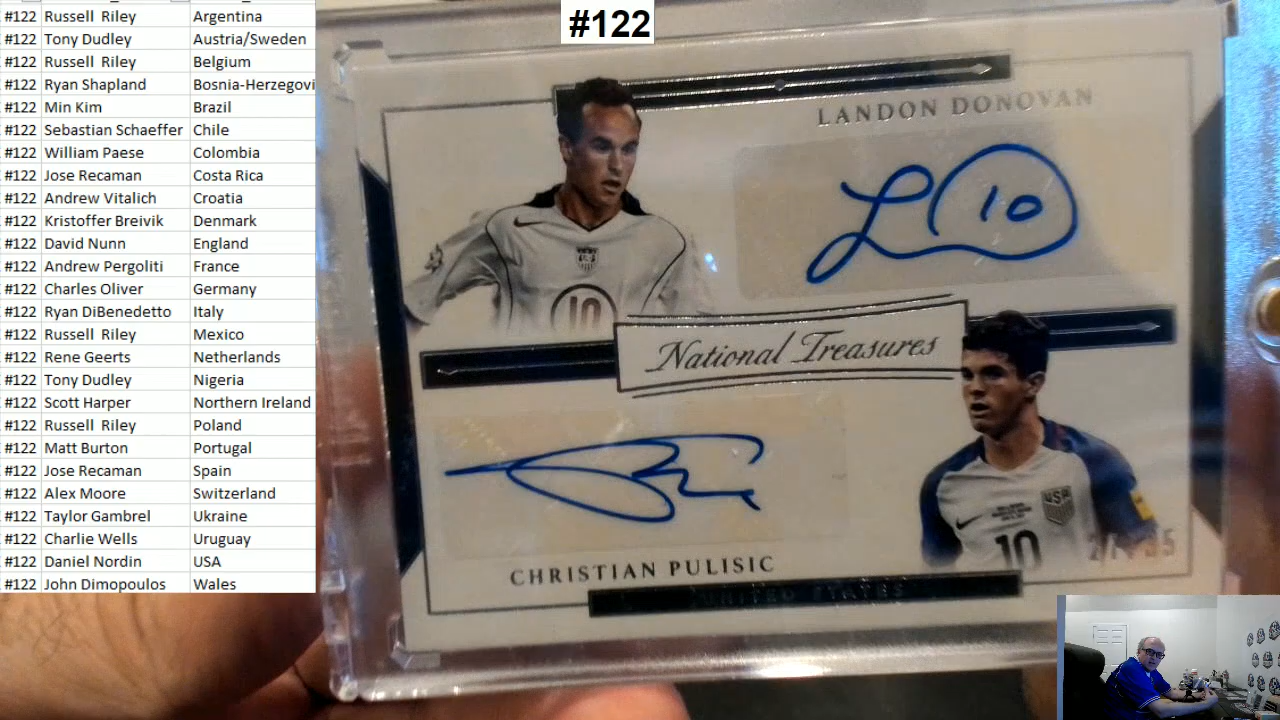 #122 Russell Riley Argentina
#122 Tony Dudley Austria/Sweden
#122 Russell Riley Belgium
#122 Ryan Shapland Bosnia-Herzegovi
#122 Min Kim Brazil
#122 Sebastian Schaeffer Chile
#122 William Paese Colombia
#122 Jose Recaman Costa Rica
#122 Andrew Vitalich Croatia
#122 Kristoffer Breivik Denmark
#122 David Nunn England
#122 Andrew Pergoliti France
#122 Charles Oliver Germany
#122 Ryan DiBenedetto Italy
#122 Russell Riley Mexico
#122 Rene Geerts Netherlands
#122 Tony Dudley Nigeria
#122 Scott Harper Northern Ireland
#122 Russell Riley Poland
#122 Matt Burton Portugal
#122 Jose Recaman Spain
#122 Alex Moore Switzerland
#122 Taylor Gambrel Ukraine
#122 Charlie Wells Uruguay
#122 Daniel Nordin USA
#122 John Dimopoulos Wales
#122
LANDON DONOVAN
10
10
National Treasures
10
CHRISTIAN PULISIC
UNITED STATES